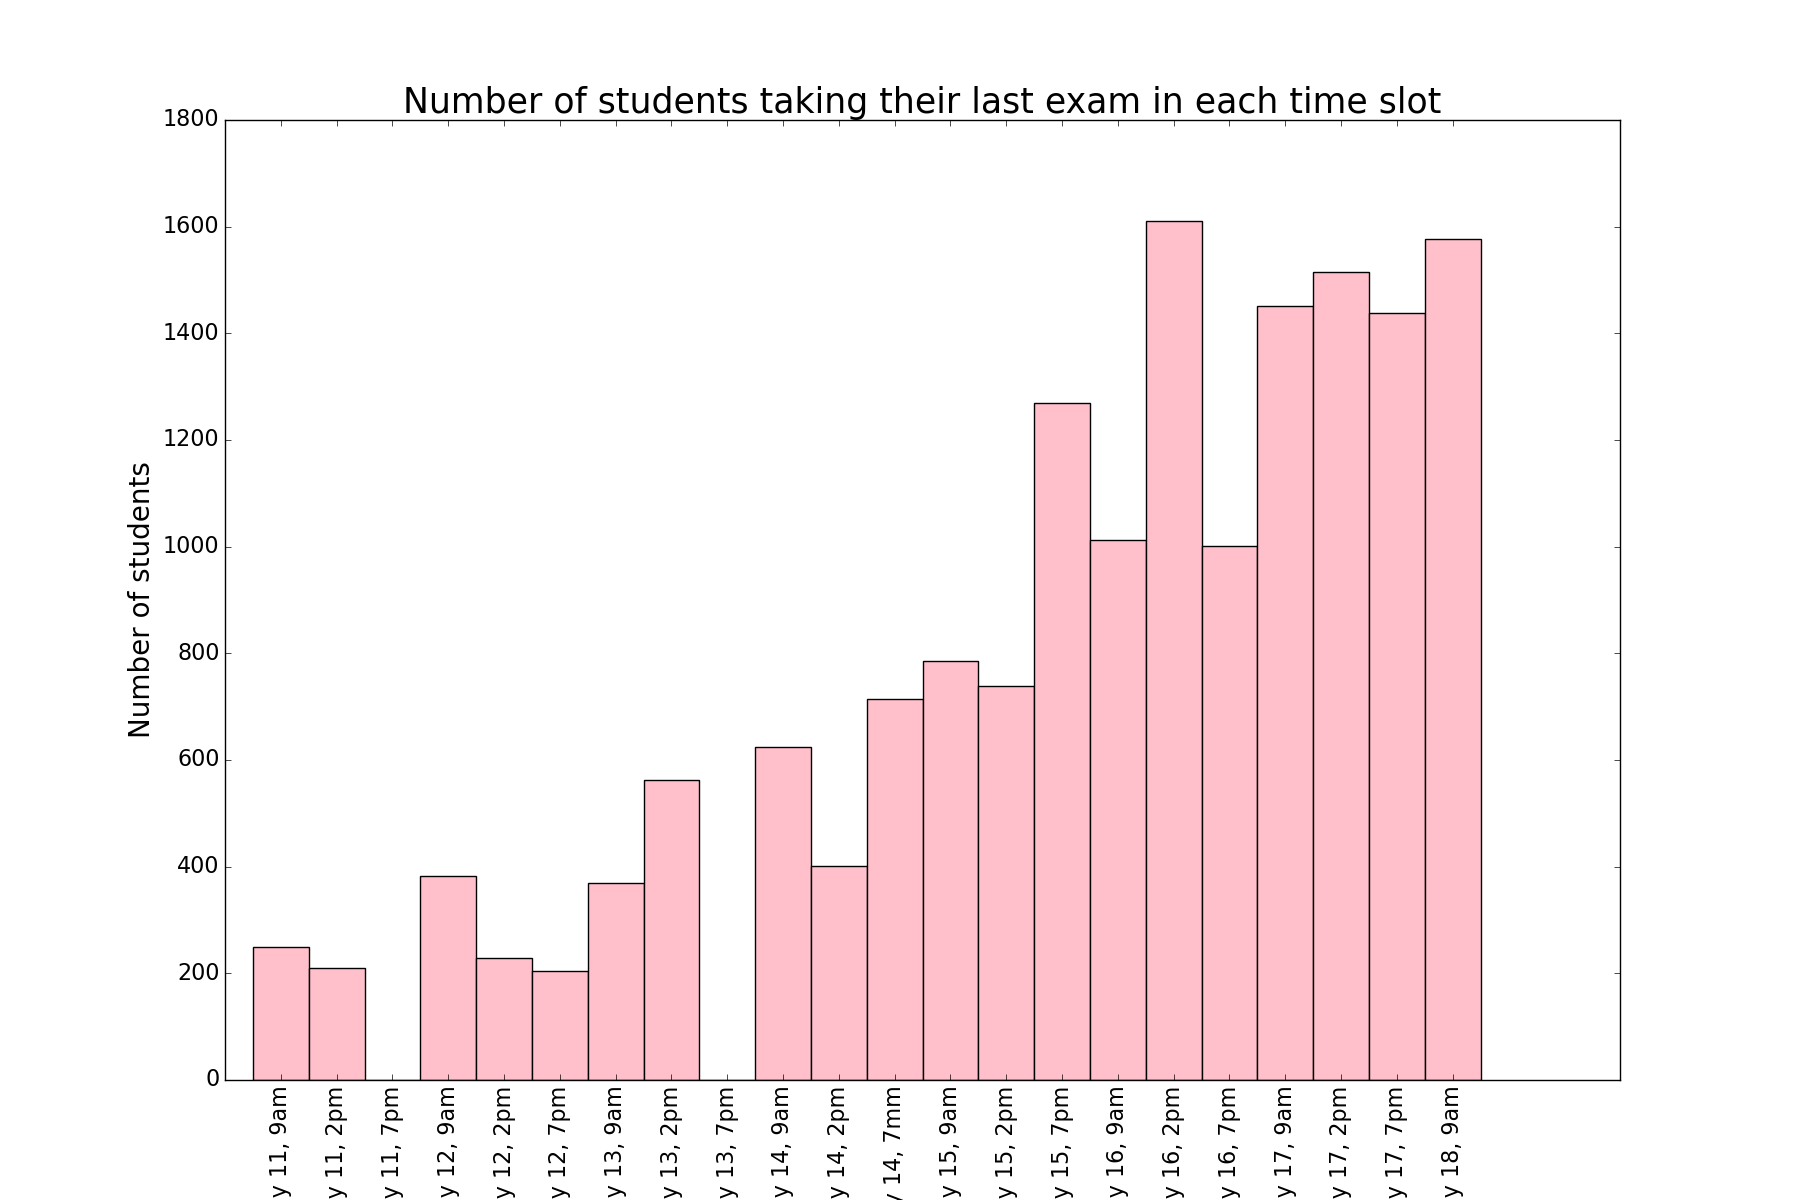 Number of students taking their last exam in each time slot
Number of students
1800
1600
1400
1200
1000
800
600
400
200
0
y 11, 9am
y 11, 2pm
y 11, 7pm
y 12, 9am
y 12, 2pm
y 12, 7pm
y 13, 9am
y 13, 2pm
y 13, 7pm
y 14, 9am
y 14, 2pm
y 14, 7mm
y 15, 9am
y 15, 2pm
y 15, 7pm
y 16, 9am
y 16, 2pm
y 16, 7pm
y 17, 9am
y 17, 2pm
y 17, 7pm
y 18, 9am